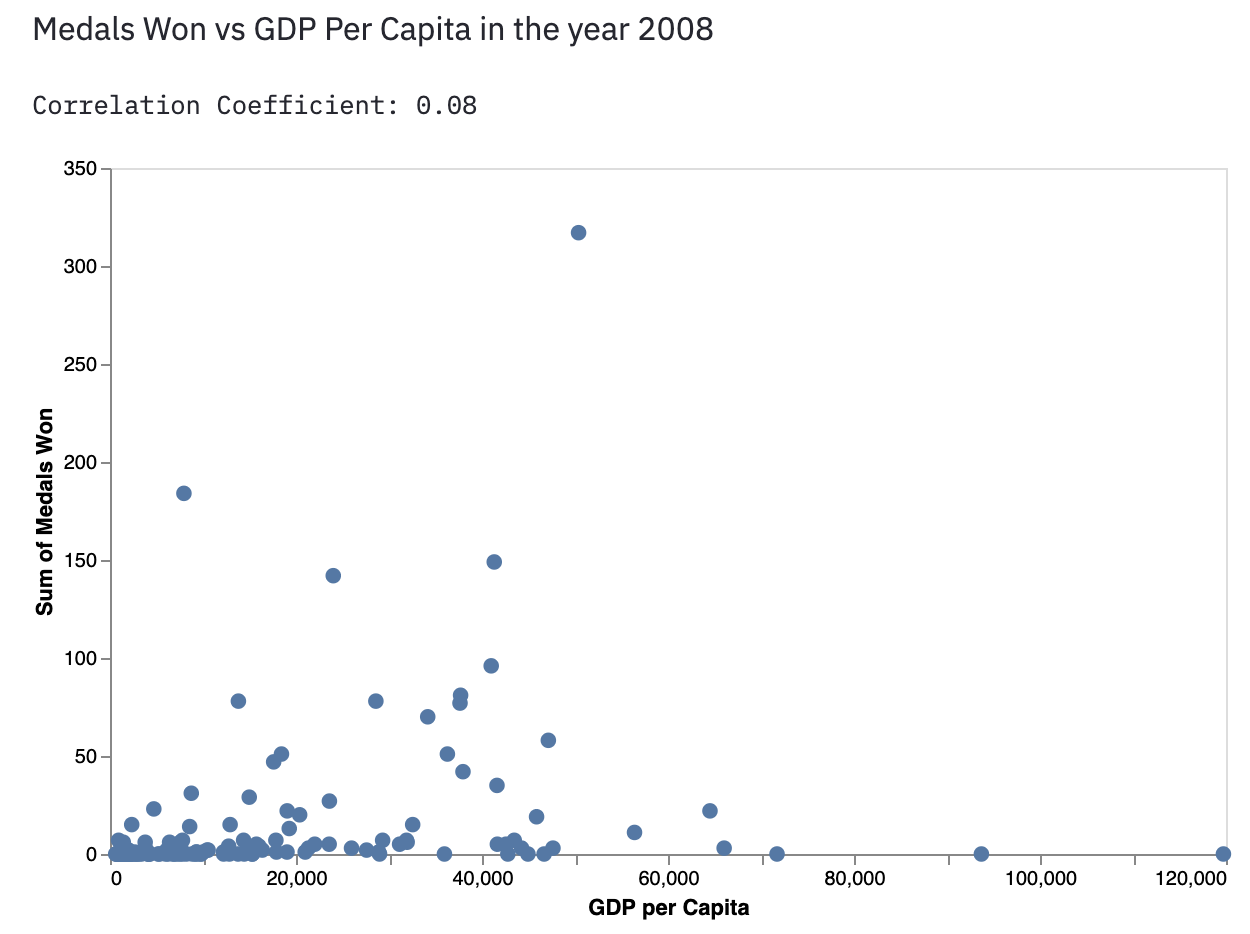 Medals Won vs GDP Per Capita in the year 2008
Correlation Coefficient: 0.08
350
300
250
200
150
100
50
0
Sum of Medals Won
0 20,000 40,000 60,000 80,000 100,000 120,000
GDP per Capita